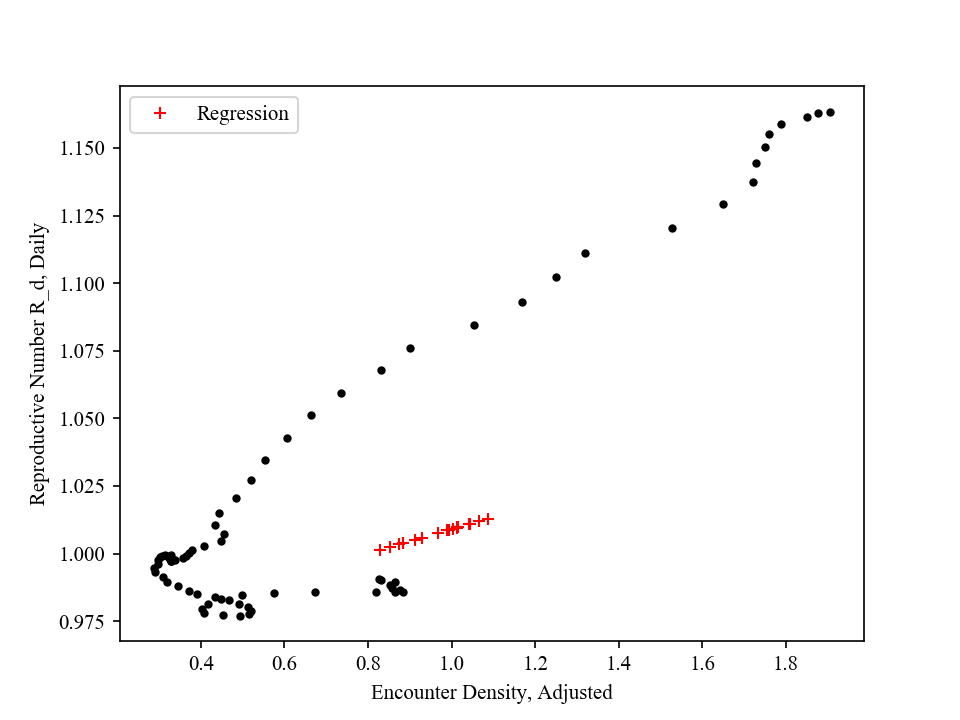 Regression
1.150
1.125
1.100
1.075
1.050
1.025
1.000
0.975
Reproductive Number R_d, Daily
0.4 0.6 0.8 1.0 1.2 1.4 1.6 1.8
Encounter Density, Adjusted